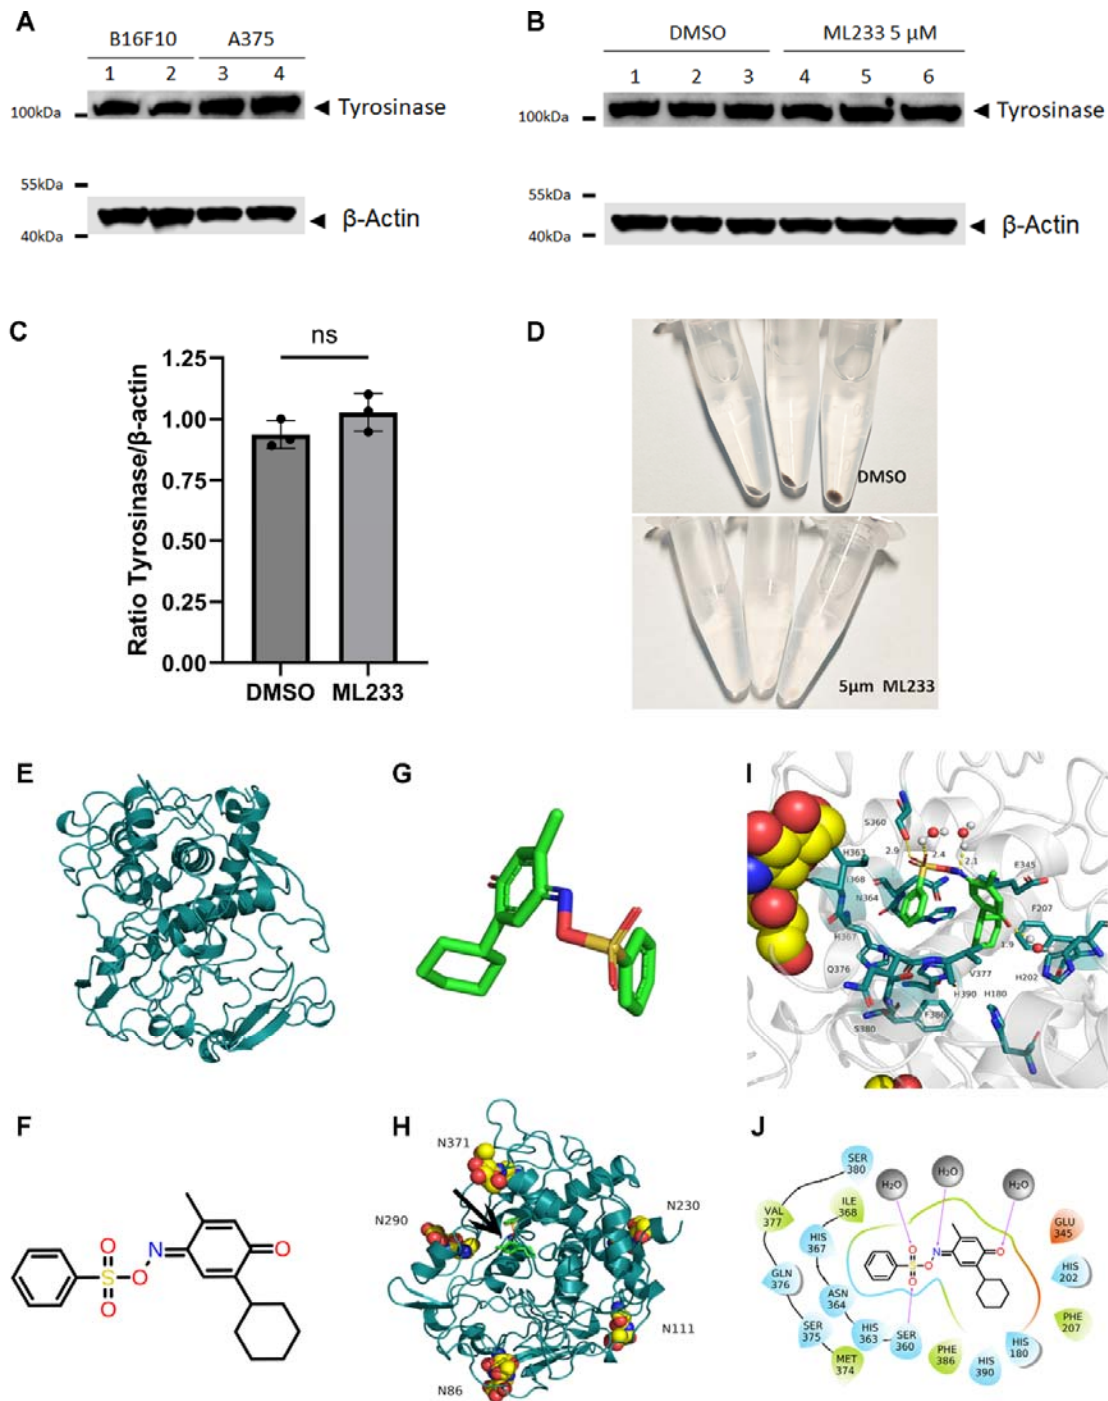 A
B16F10 A375
1 2 3 4
100kDa
Tyrosinase
55kDa
40kDa
β-Actin
B
DMSO ML233 5 µM
1 2 3 4 5 6
100kDa
Tyrosinase
55kDa
40kDa
β-Actin
C
ns
Ratio Tyrosinase/β-actin
1.25
1.00
0.75
0.50
0.25
0.00
DMSO ML233
D
DMSO
5µm ML233
E
G
I
S360
2.9
2.4
2.1
H363
I368
N364
E345
F207
H367
1.9
Q376
V377
H202
H390
H180
F386
S380
F
N
O
S
O
O
O
H
N371
N290
N230
N111
N86
J
SER 380
H2O
H2O
H2O
VAL 377
ILE 368
GLU 345
HIS 367
HIS 202
GLN 376
ASN 364
PHE 207
SER 375
HIS 363
SER 360
HIS 180
MET 374
PHE 386
HIS 390
O
N
O
S
O
O